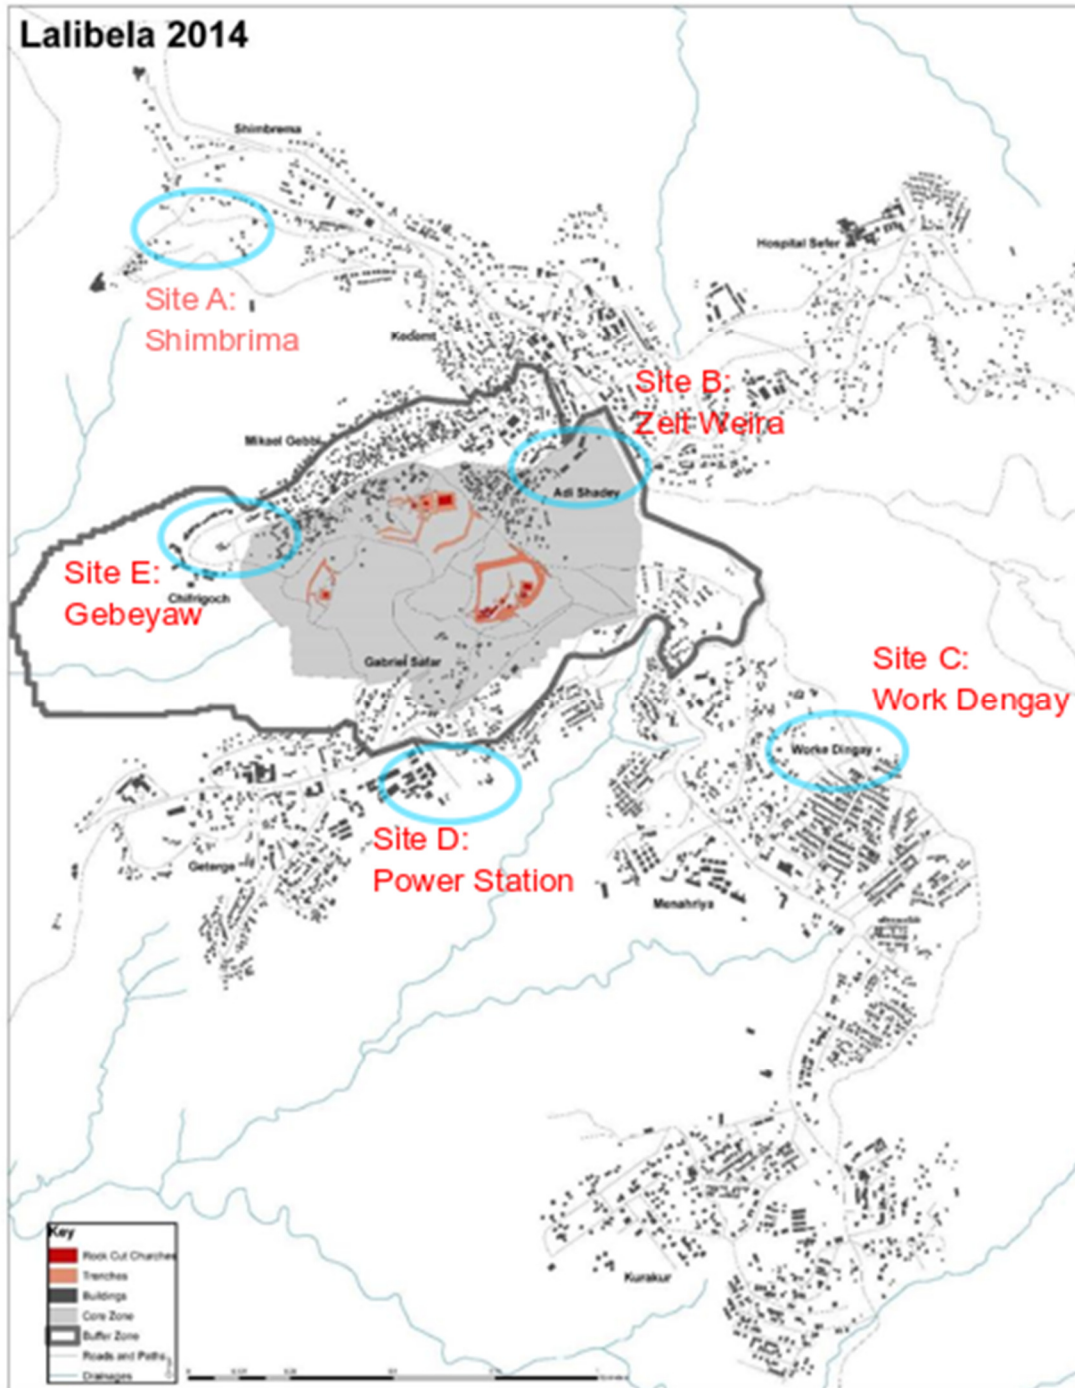 Lalibela 2014
Shimbrema
Hospital Sefer
Site A:
Shimbrima
Kedemt
Site B:
Zeit Weira
Mikael Gebbi
Adi Shadey
Site E:
Gebeyaw
Chifrigoch
Gabriel Safar
Site C:
Work Dengay
Worke Dingay
Site D:
Power Station
Geterge
Menahriya
Kurakur
Key
Rock Cut Churches
Trenches
Buildings
Core Zone
Buffer Zone
Roads and Paths
Drainages